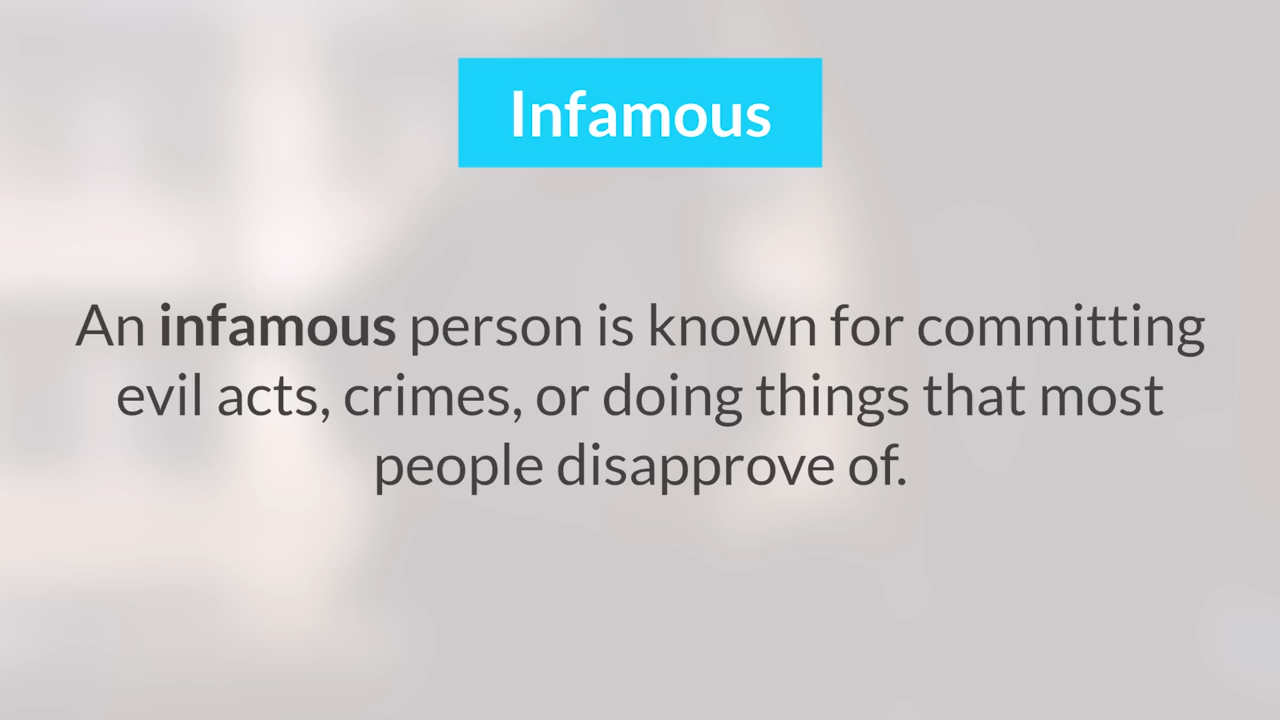 Infamous
An infamous person is known for committing
evil acts, crimes, or doing things that most
people disapprove of.